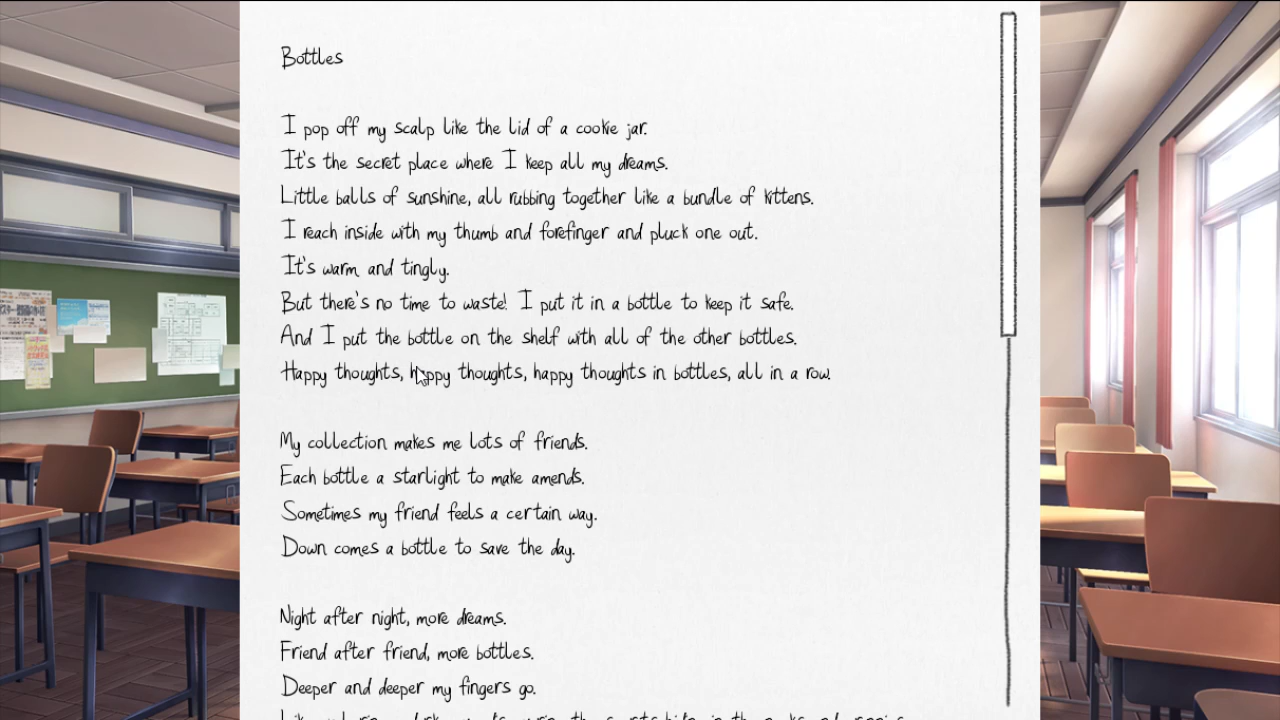 Bottles
I pop off my scalp like the lid of a cookie jar.
It's the secret place where I keep all my dreams.
Little balls of sunshine, all rubbing together like a bundle of kittens.
I reach inside with my thumb and forefinger and pluck one out.
It's warm and tingly.
But there's no time to waste! I put it in a bottle to keep it safe.
And I put the bottle on the shelf with all of the other bottles.
Happy thoughts, happy thoughts, happy thoughts in bottles, all in a row.
My collection makes me lots of friends.
Each bottle a starlight to make amends.
Sometimes my friend feels a certain way.
Down comes a bottle to save the day.
Night after night, more dreams.
Friend after friend, more bottles.
Deeper and deeper my fingers go.